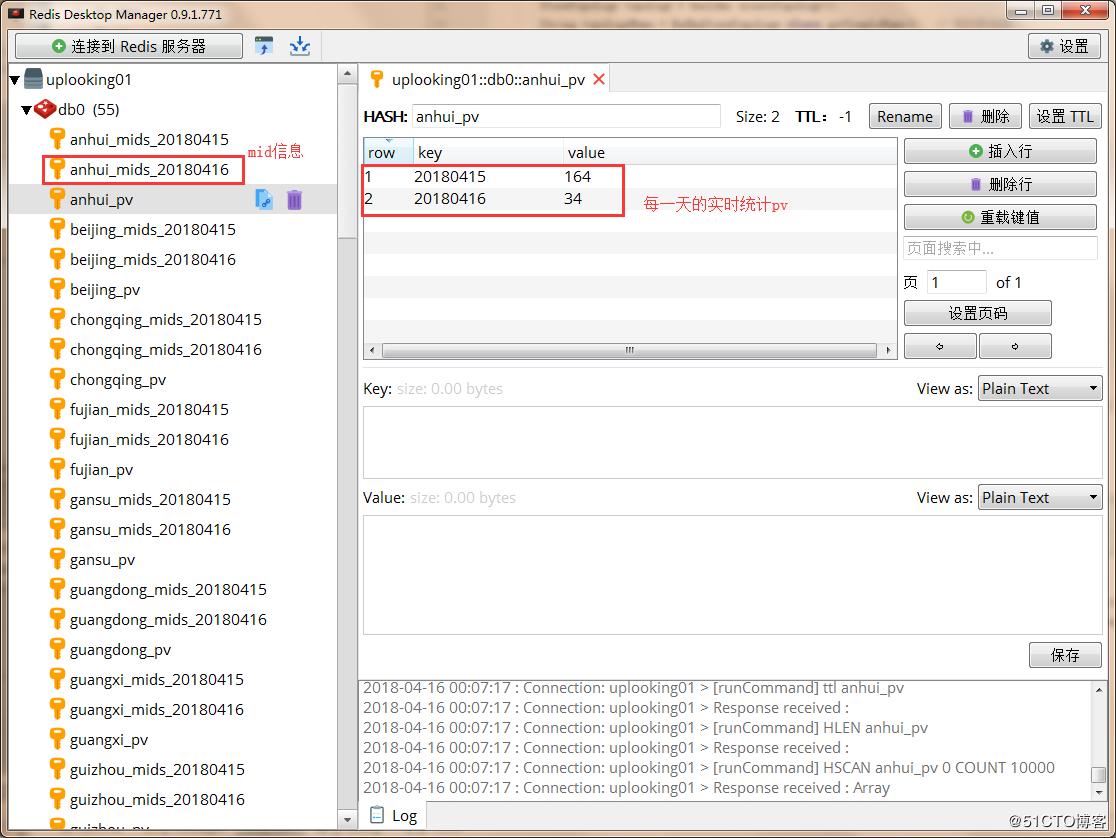 Redis Desktop Manager 0.9.1.771
连接到 Redis 服务器
设置
uplooking01
db0 (55)
anhui_mids_20180415
mid信息
anhui_mids_20180416
anhui_pv
beijing_mids_20180415
beijing_mids_20180416
beijing_pv
chongqing_mids_20180415
chongqing_mids_20180416
chongqing_pv
fujian_mids_20180415
fujian_mids_20180416
fujian_pv
gansu_mids_20180415
gansu_mids_20180416
gansu_pv
guangdong_mids_20180415
guangdong_mids_20180416
guangdong_pv
guangxi_mids_20180415
guangxi_mids_20180416
guangxi_pv
guizhou_mids_20180415
guizhou_mids_20180416
guizhou_pv
uplooking01::db0::anhui_pv
HASH: anhui_pv Size: 2 TTL: -1 Rename 删除 设置 TTL
row key value
1 20180415 164
2 20180416 34
每一天的实时统计pv
插入行
删除行
重载键值
页面搜索中...
页 1 of 1
设置页码
Key: size: 0.00 bytes View as: Plain Text
Value: size: 0.00 bytes View as: Plain Text
保存
2018-04-16 00:07:17 : Connection: uplooking01 > [runCommand] ttl anhui_pv
2018-04-16 00:07:17 : Connection: uplooking01 > Response received :
2018-04-16 00:07:17 : Connection: uplooking01 > [runCommand] HLEN anhui_pv
2018-04-16 00:07:17 : Connection: uplooking01 > Response received :
2018-04-16 00:07:17 : Connection: uplooking01 > [runCommand] HSCAN anhui_pv 0 COUNT 10000
2018-04-16 00:07:17 : Connection: uplooking01 > Response received : Array
Log
@51CTO博客